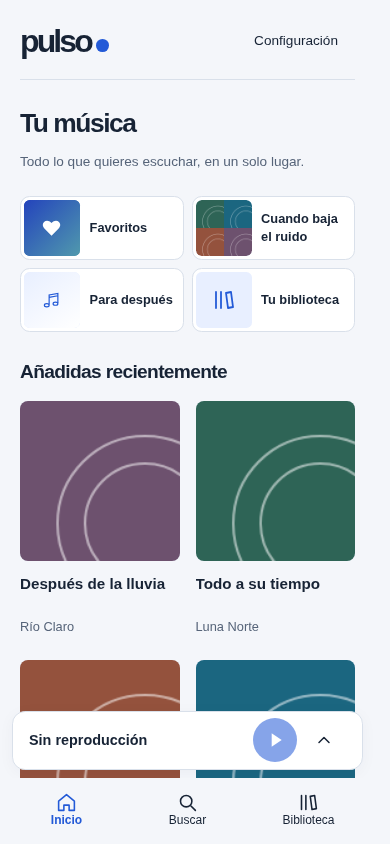 pulso
Configuración
Tu música
Todo lo que quieres escuchar, en un solo lugar.
Favoritos
Cuando baja
el ruido
Para después
Tu biblioteca
Añadidas recientemente
Después de la lluvia
Todo a su tiempo
Río Claro
Luna Norte
Sin reproducción
Inicio
Buscar
Biblioteca